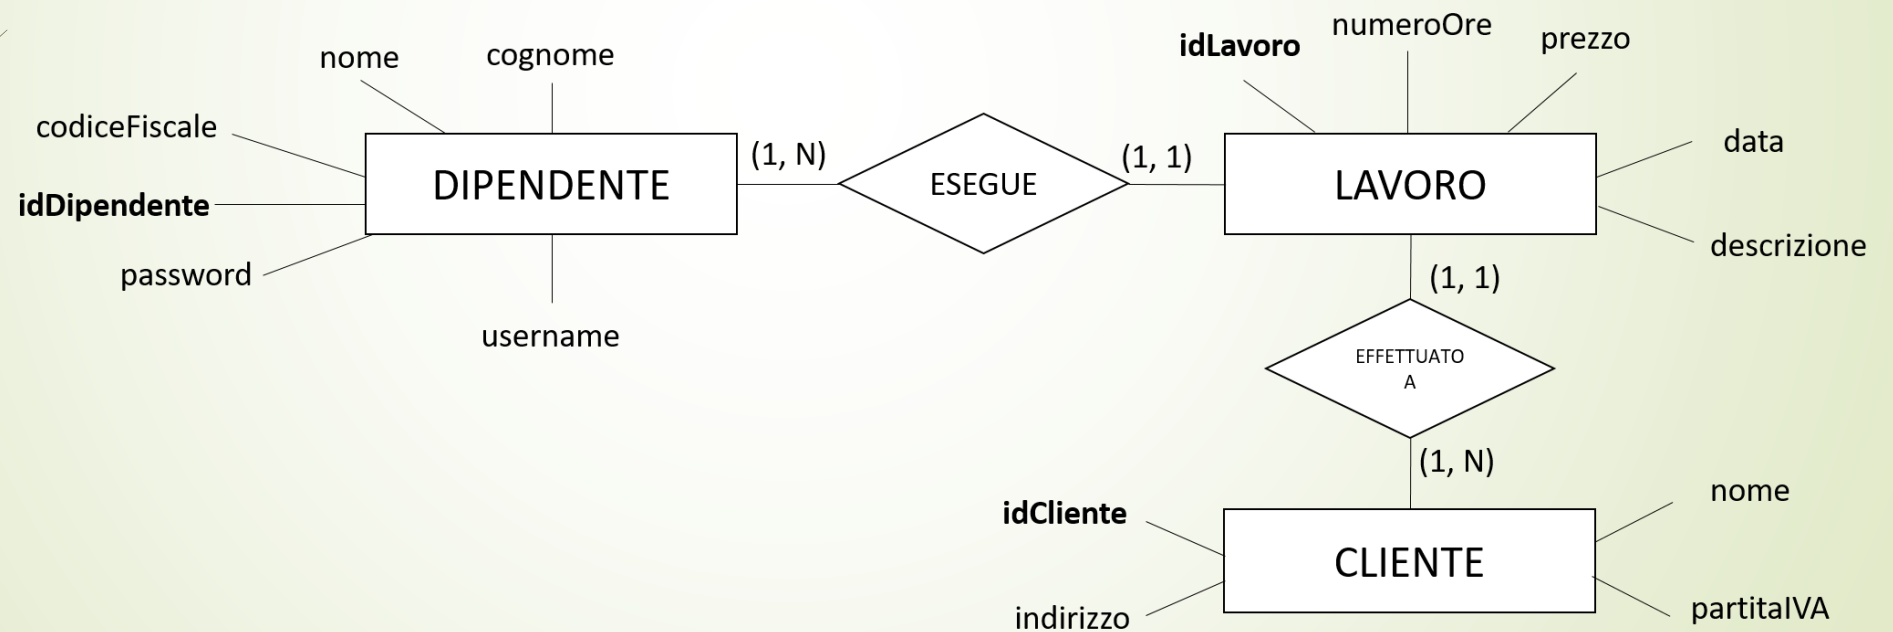 nome
cognome
codiceFiscale
idDipendente
password
username
DIPENDENTE
(1, N)
ESEGUE
(1, 1)
idLavoro
numeroOre
prezzo
data
descrizione
LAVORO
(1, 1)
EFFETTUATO
A
(1, N)
idCliente
indirizzo
CLIENTE
nome
partitaIVA